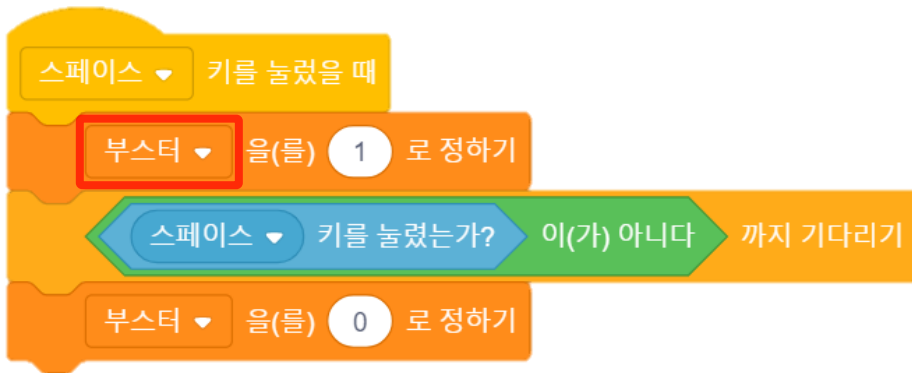 스페이스 키를 눌렀을 때
부스터 을(를) 1 로 정하기
스페이스 키를 눌렀는가? 이(가) 아니다 까지 기다리기
부스터 을(를) 0 로 정하기